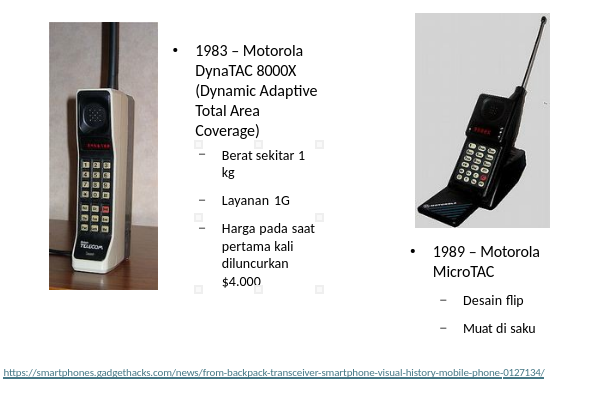 • 1983 – Motorola
DynaTAC 8000X
(Dynamic Adaptive
Total Area
Coverage)
– Berat sekitar 1
kg
– Layanan 1G
– Harga pada saat
pertama kali
diluncurkan
$4.000
TELECOM
MOTOROLA
• 1989 – Motorola
MicroTAC
– Desain flip
– Muat di saku
https://smartphones.gadgethacks.com/news/from-backpack-transceiver-smartphone-visual-history-mobile-phone-0127134/